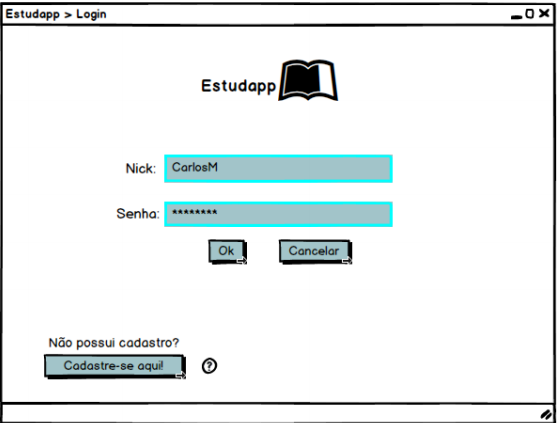 Estudapp > Login
Estudapp
Nick: CarlosM
Senha: ********
Ok Cancelar
Não possui cadastro?
Cadastre-se aqui! ?